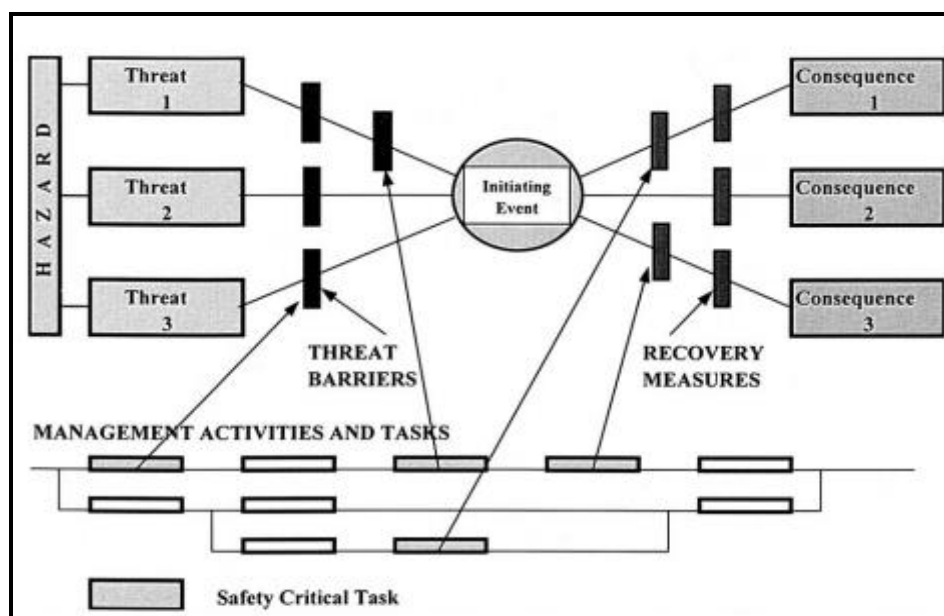 HAZARD
Threat
1
Threat
2
Threat
3
Initiating
Event
Consequence
1
Consequence
2
Consequence
3
THREAT
BARRIERS
RECOVERY
MEASURES
MANAGEMENT ACTIVITIES AND TASKS
Safety Critical Task